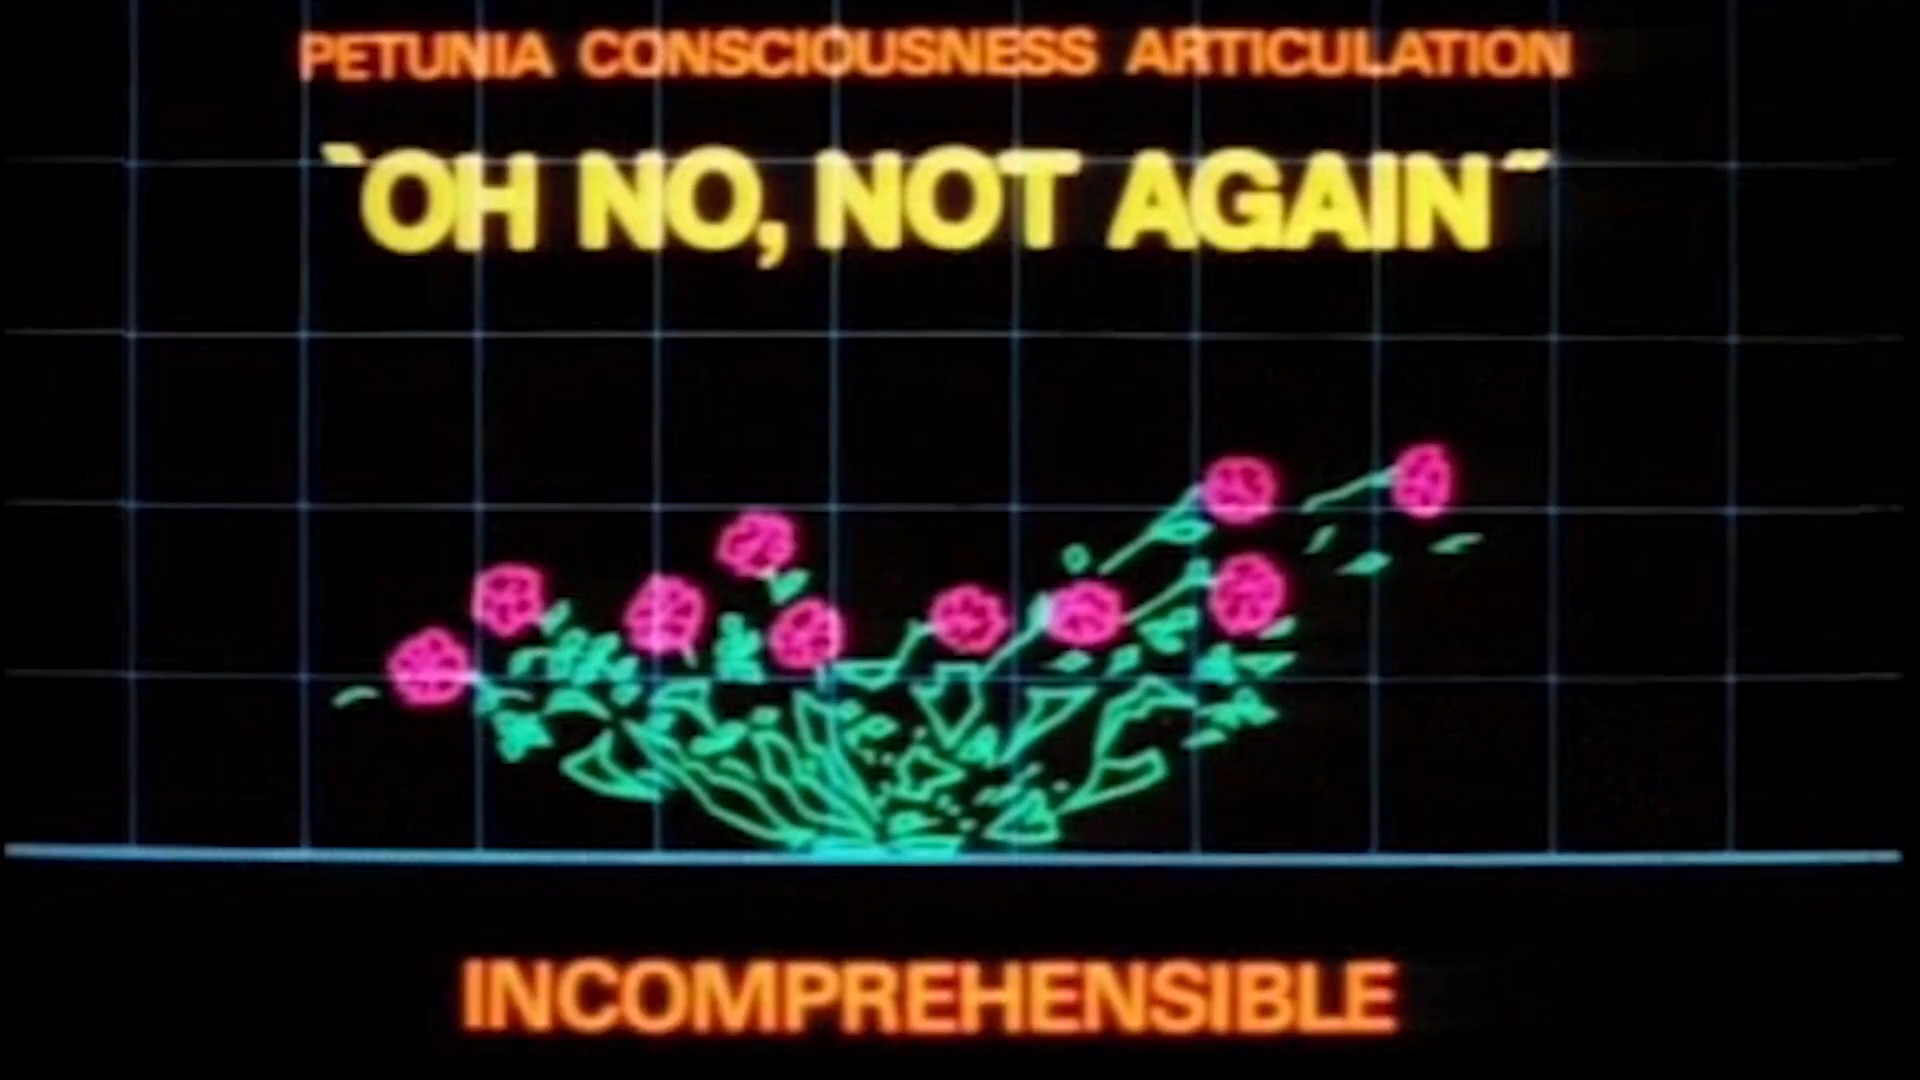 PETUNIA CONSCIOUSNESS ARTICULATION
`OH NO, NOT AGAIN˝
INCOMPREHENSIBLE